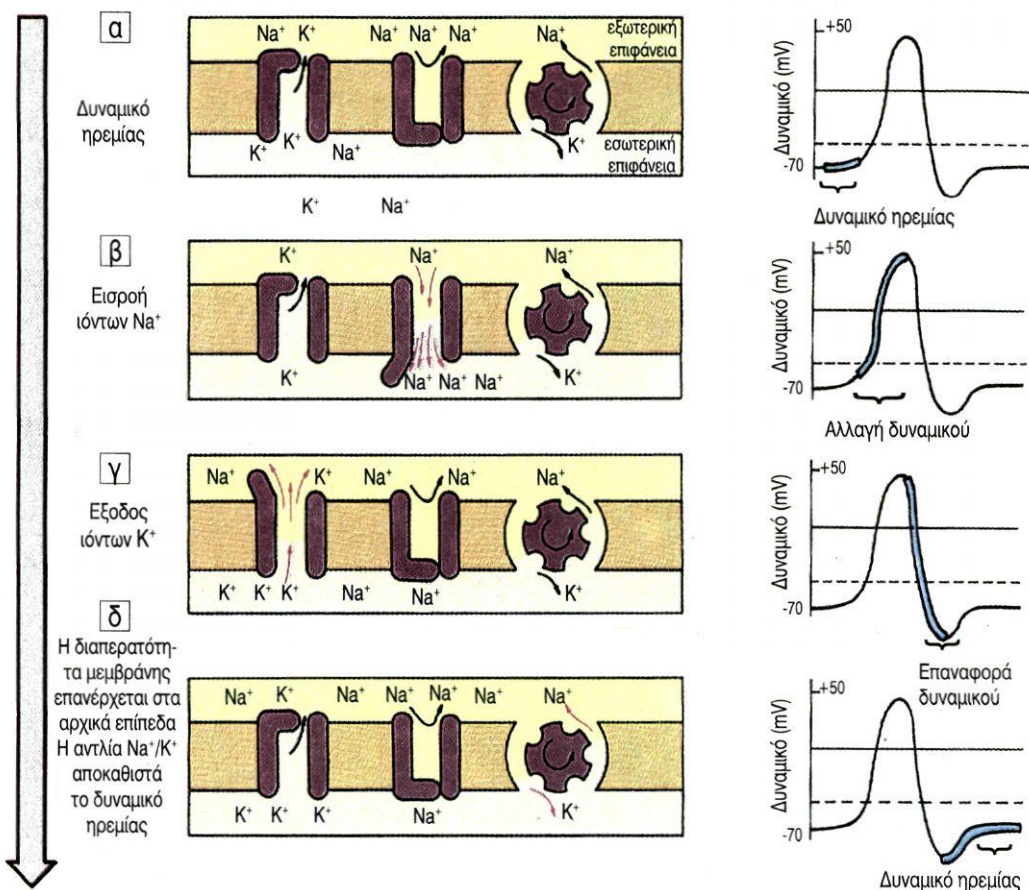 α
Δυναμικό
ηρεμίας
Na⁺ K⁺ Na⁺ Na⁺ Na⁺ εξωτερική
επιφάνεια
K⁺ K⁺ Na⁺ K⁺ εσωτερική
επιφάνεια
K⁺ Na⁺
+50
Δυναμικό (mV)
-70
Δυναμικό ηρεμίας
β
Εισροή
ιόντων Na⁺
K⁺ Na⁺ Na⁺
K⁺ Na⁺ Na⁺ Na⁺ K⁺
+50
Δυναμικό (mV)
-70
Αλλαγή δυναμικού
γ
Εξοδος
ιόντων K⁺
Na⁺ K⁺ Na⁺ Na⁺ Na⁺
K⁺ K⁺ K⁺ Na⁺ Na⁺ K⁺
+50
Δυναμικό (mV)
-70
Επαναφορά
δυναμικού
δ
Η διαπερατότη-
τα μεμβράνης
επανέρχεται στα
αρχικά επίπεδα
Η αντλία Na⁺/K⁺
αποκαθιστά
το δυναμικό
ηρεμίας
Na⁺ K⁺ Na⁺ Na⁺ Na⁺ Na⁺ Na⁺
K⁺ K⁺ K⁺ Na⁺ K⁺
+50
Δυναμικό (mV)
-70
Δυναμικό ηρεμίας